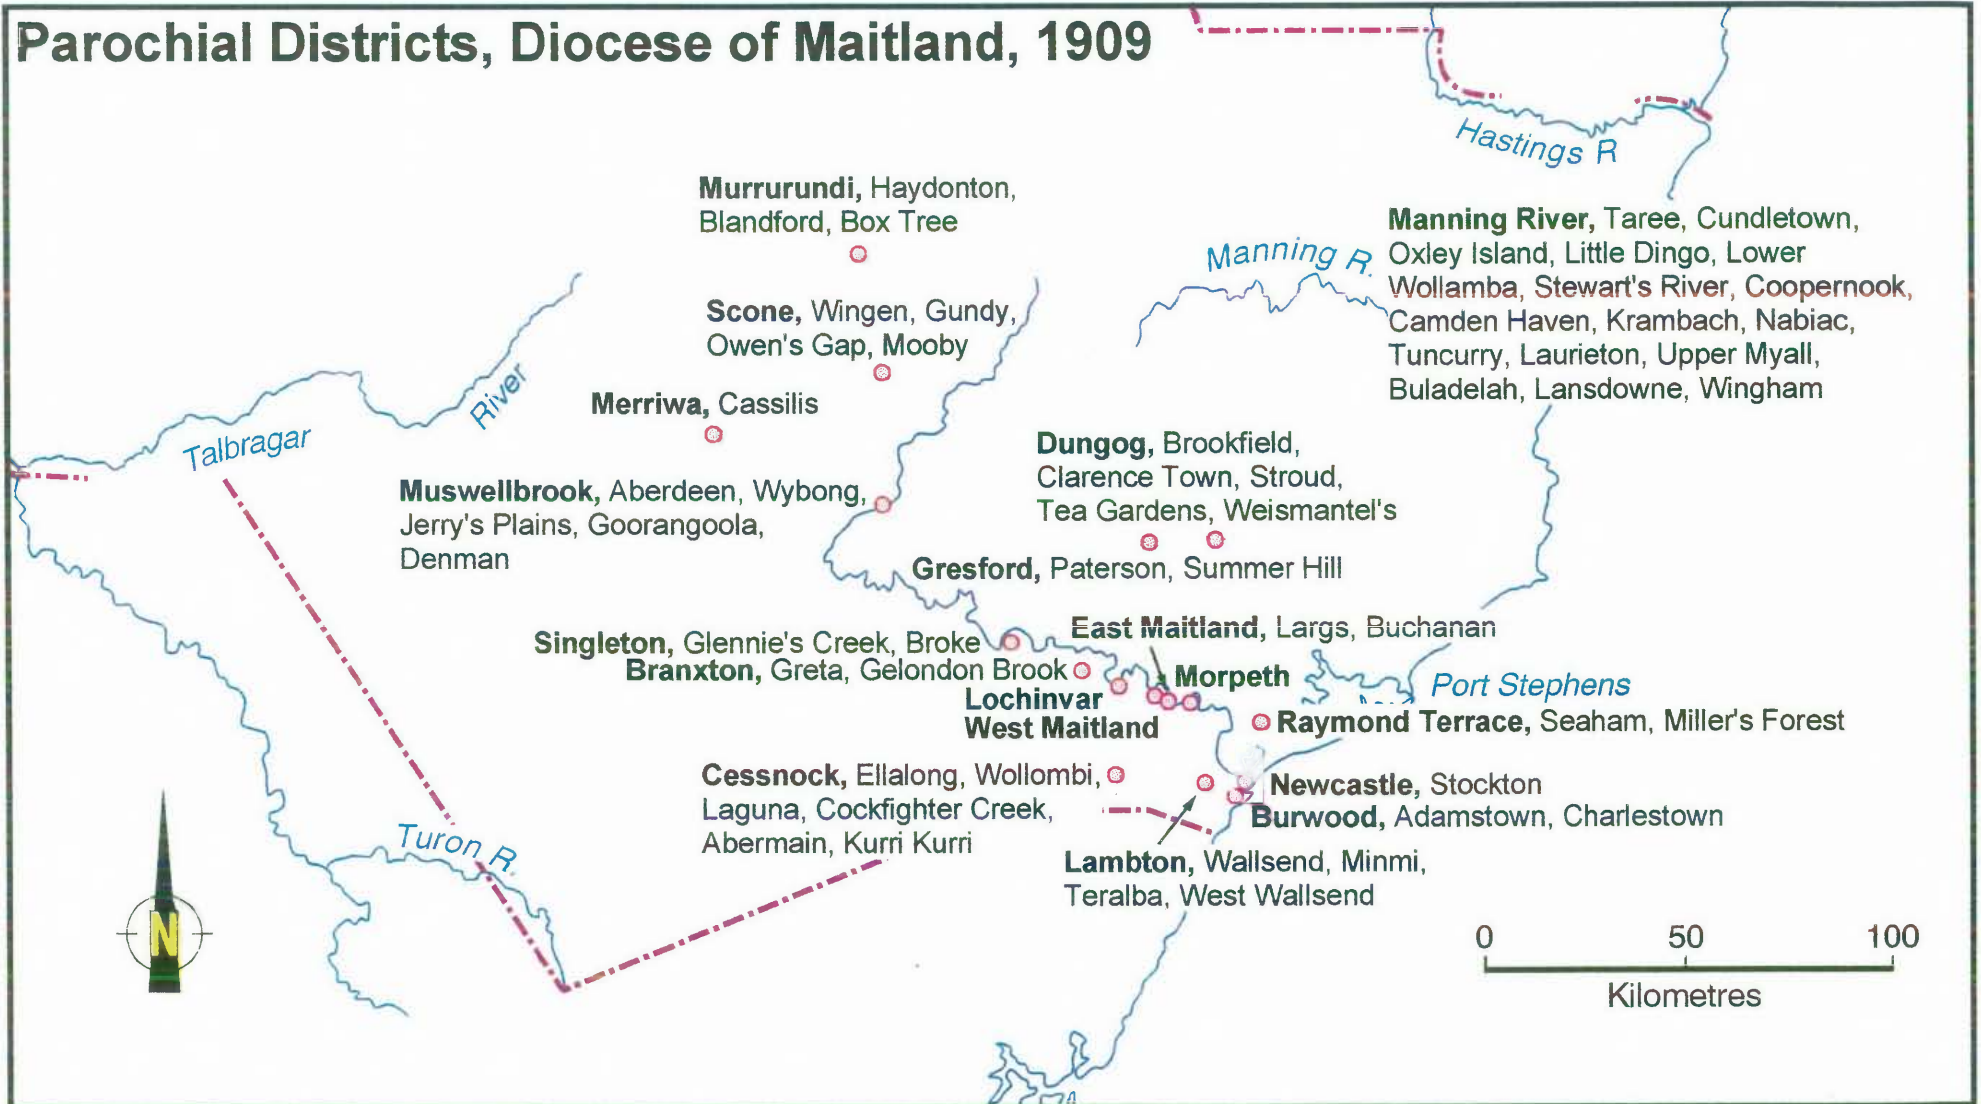 Parochial Districts, Diocese of Maitland, 1909
Hastings R
Murrurundi, Haydonton,
Blandford, Box Tree
Manning R.
Manning River, Taree, Cundletown,
Oxley Island, Little Dingo, Lower
Wollamba, Stewart's River, Coopernook,
Camden Haven, Krambach, Nabiac,
Tuncurry, Laurieton, Upper Myall,
Buladelah, Lansdowne, Wingham
Scone, Wingen, Gundy,
Owen's Gap, Mooby
Merriwa, Cassilis
Talbragar River
Muswellbrook, Aberdeen, Wybong,
Jerry's Plains, Goorangoola,
Denman
Dungog, Brookfield,
Clarence Town, Stroud,
Tea Gardens, Weismantel's
Gresford, Paterson, Summer Hill
East Maitland, Largs, Buchanan
Singleton, Glennie's Creek, Broke
Branxton, Greta, Gelondon Brook
Morpeth
Port Stephens
Lochinvar
West Maitland
Raymond Terrace, Seaham, Miller's Forest
Cessnock, Ellalong, Wollombi,
Laguna, Cockfighter Creek,
Abermain, Kurri Kurri
Newcastle, Stockton
Burwood, Adamstown, Charlestown
Turon R.
Lambton, Wallsend, Minmi,
Teralba, West Wallsend
N
0 50 100
Kilometres